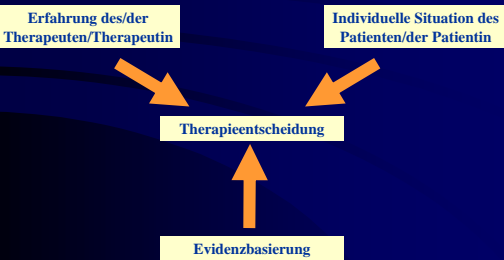 Erfahrung des/der
Therapeuten/Therapeutin
Individuelle Situation des
Patienten/der Patientin
Therapieentscheidung
Evidenzbasierung